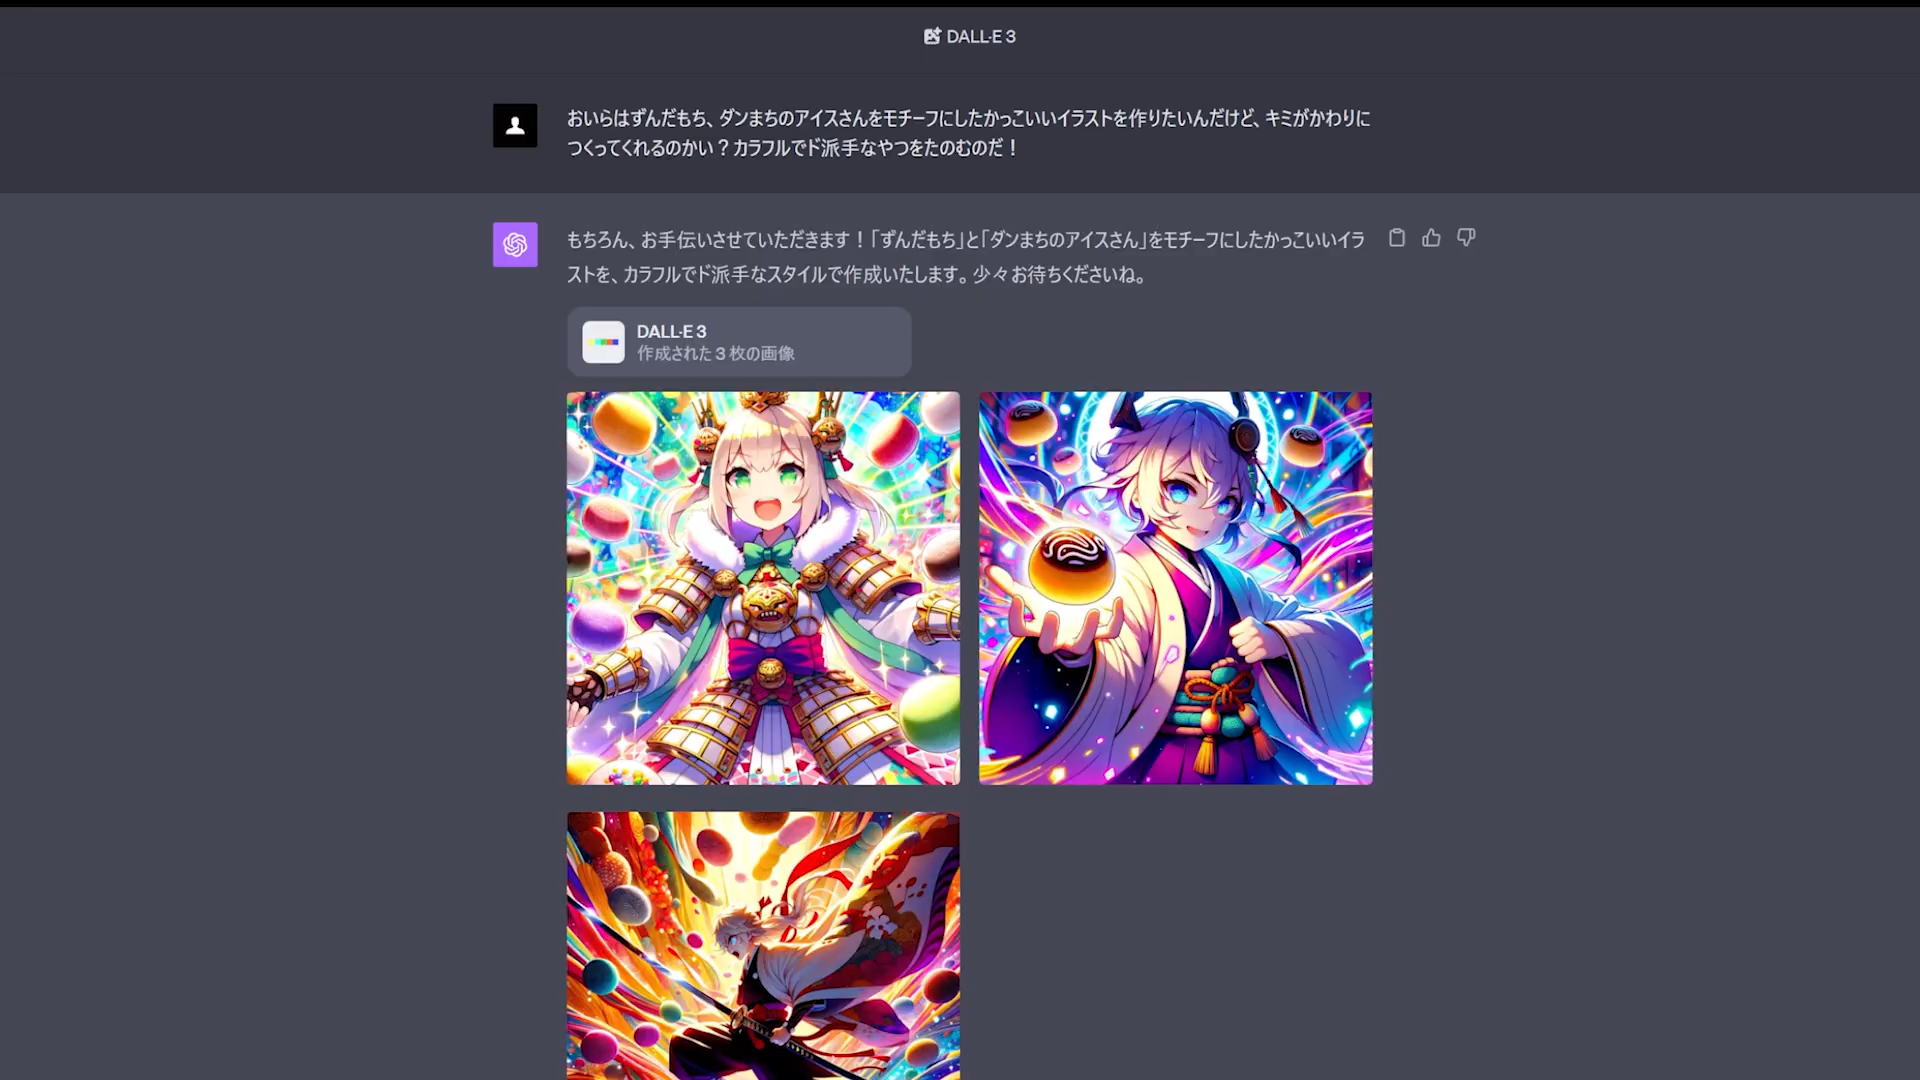 DALL·E 3
おいらはずんだもち、ダンまちのアイスさんをモチーフにしたかっこいいイラストを作りたいんだけど、キミがかわりに
つくってくれるのかい？カラフルでド派手なやつをたのむのだ！
もちろん、お手伝いさせていただきます！「ずんだもち」と「ダンまちのアイスさん」をモチーフにしたかっこいいイラ
ストを、カラフルでド派手なスタイルで作成いたします。少々お待ちくださいね。
DALL·E 3
作成された 3 枚の画像